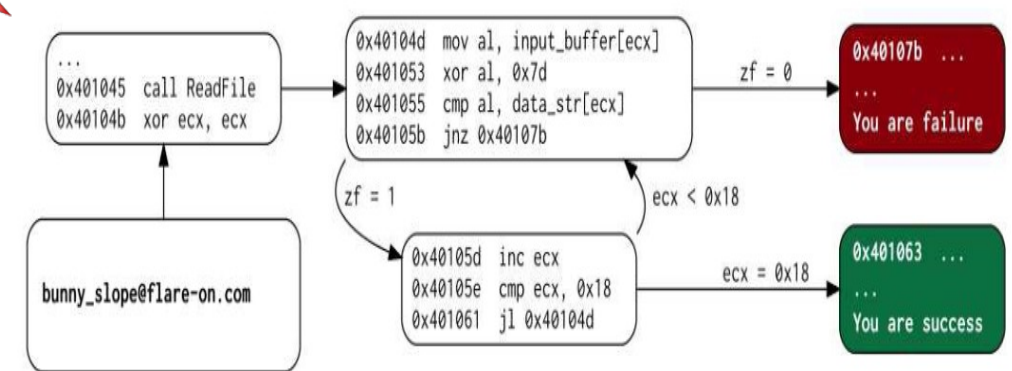 ...
0x401045 call ReadFile
0x40104b xor ecx, ecx
bunny_slope@flare-on.com
0x40104d mov al, input_buffer[ecx]
0x401053 xor al, 0x7d
0x401055 cmp al, data_str[ecx]
0x40105b jnz 0x40107b
zf = 0
0x40107b ...
...
You are failure
zf = 1
ecx < 0x18
0x40105d inc ecx
0x40105e cmp ecx, 0x18
0x401061 jl 0x40104d
ecx = 0x18
0x401063 ...
...
You are success